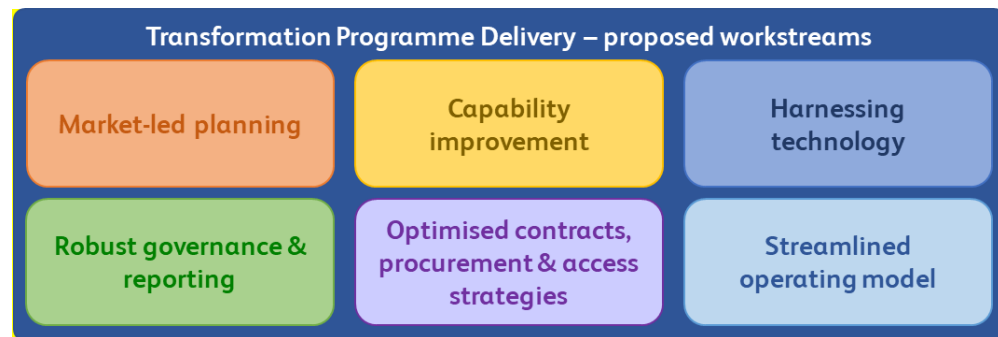 Transformation Programme Delivery – proposed workstreams
Market-led planning
Capability
improvement
Harnessing
technology
Robust governance &
reporting
Optimised contracts,
procurement & access
strategies
Streamlined
operating model